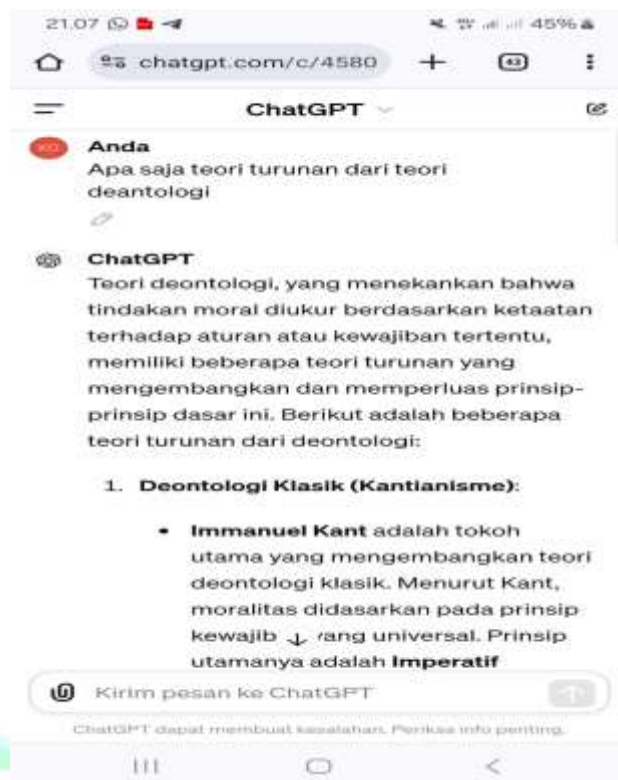 21.07 45%
chatgpt.com/c/4580
ChatGPT
Anda
Apa saja teori turunan dari teori
deantologi
ChatGPT
Teori deontologi, yang menekankan bahwa
tindakan moral diukur berdasarkan ketaatan
terhadap aturan atau kewajiban tertentu,
memiliki beberapa teori turunan yang
mengembangkan dan memperluas prinsip-
prinsip dasar ini. Berikut adalah beberapa
teori turunan dari deontologi:
1. Deontologi Klasik (Kantianisme):
• Immanuel Kant adalah tokoh
utama yang mengembangkan teori
deontologi klasik. Menurut Kant,
moralitas didasarkan pada prinsip
kewajib rang universal. Prinsip
utamanya adalah Imperatif
Kirim pesan ke ChatGPT
ChatGPT dapat membuat kesalahan. Periksa info penting.